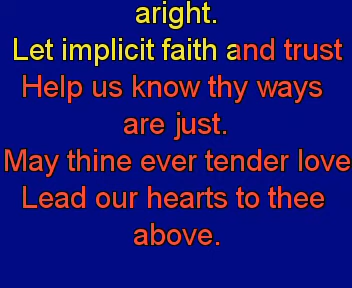 aright.
Let implicit faith and trust
Help us know thy ways
are just.
May thine ever tender love
Lead our hearts to thee
above.